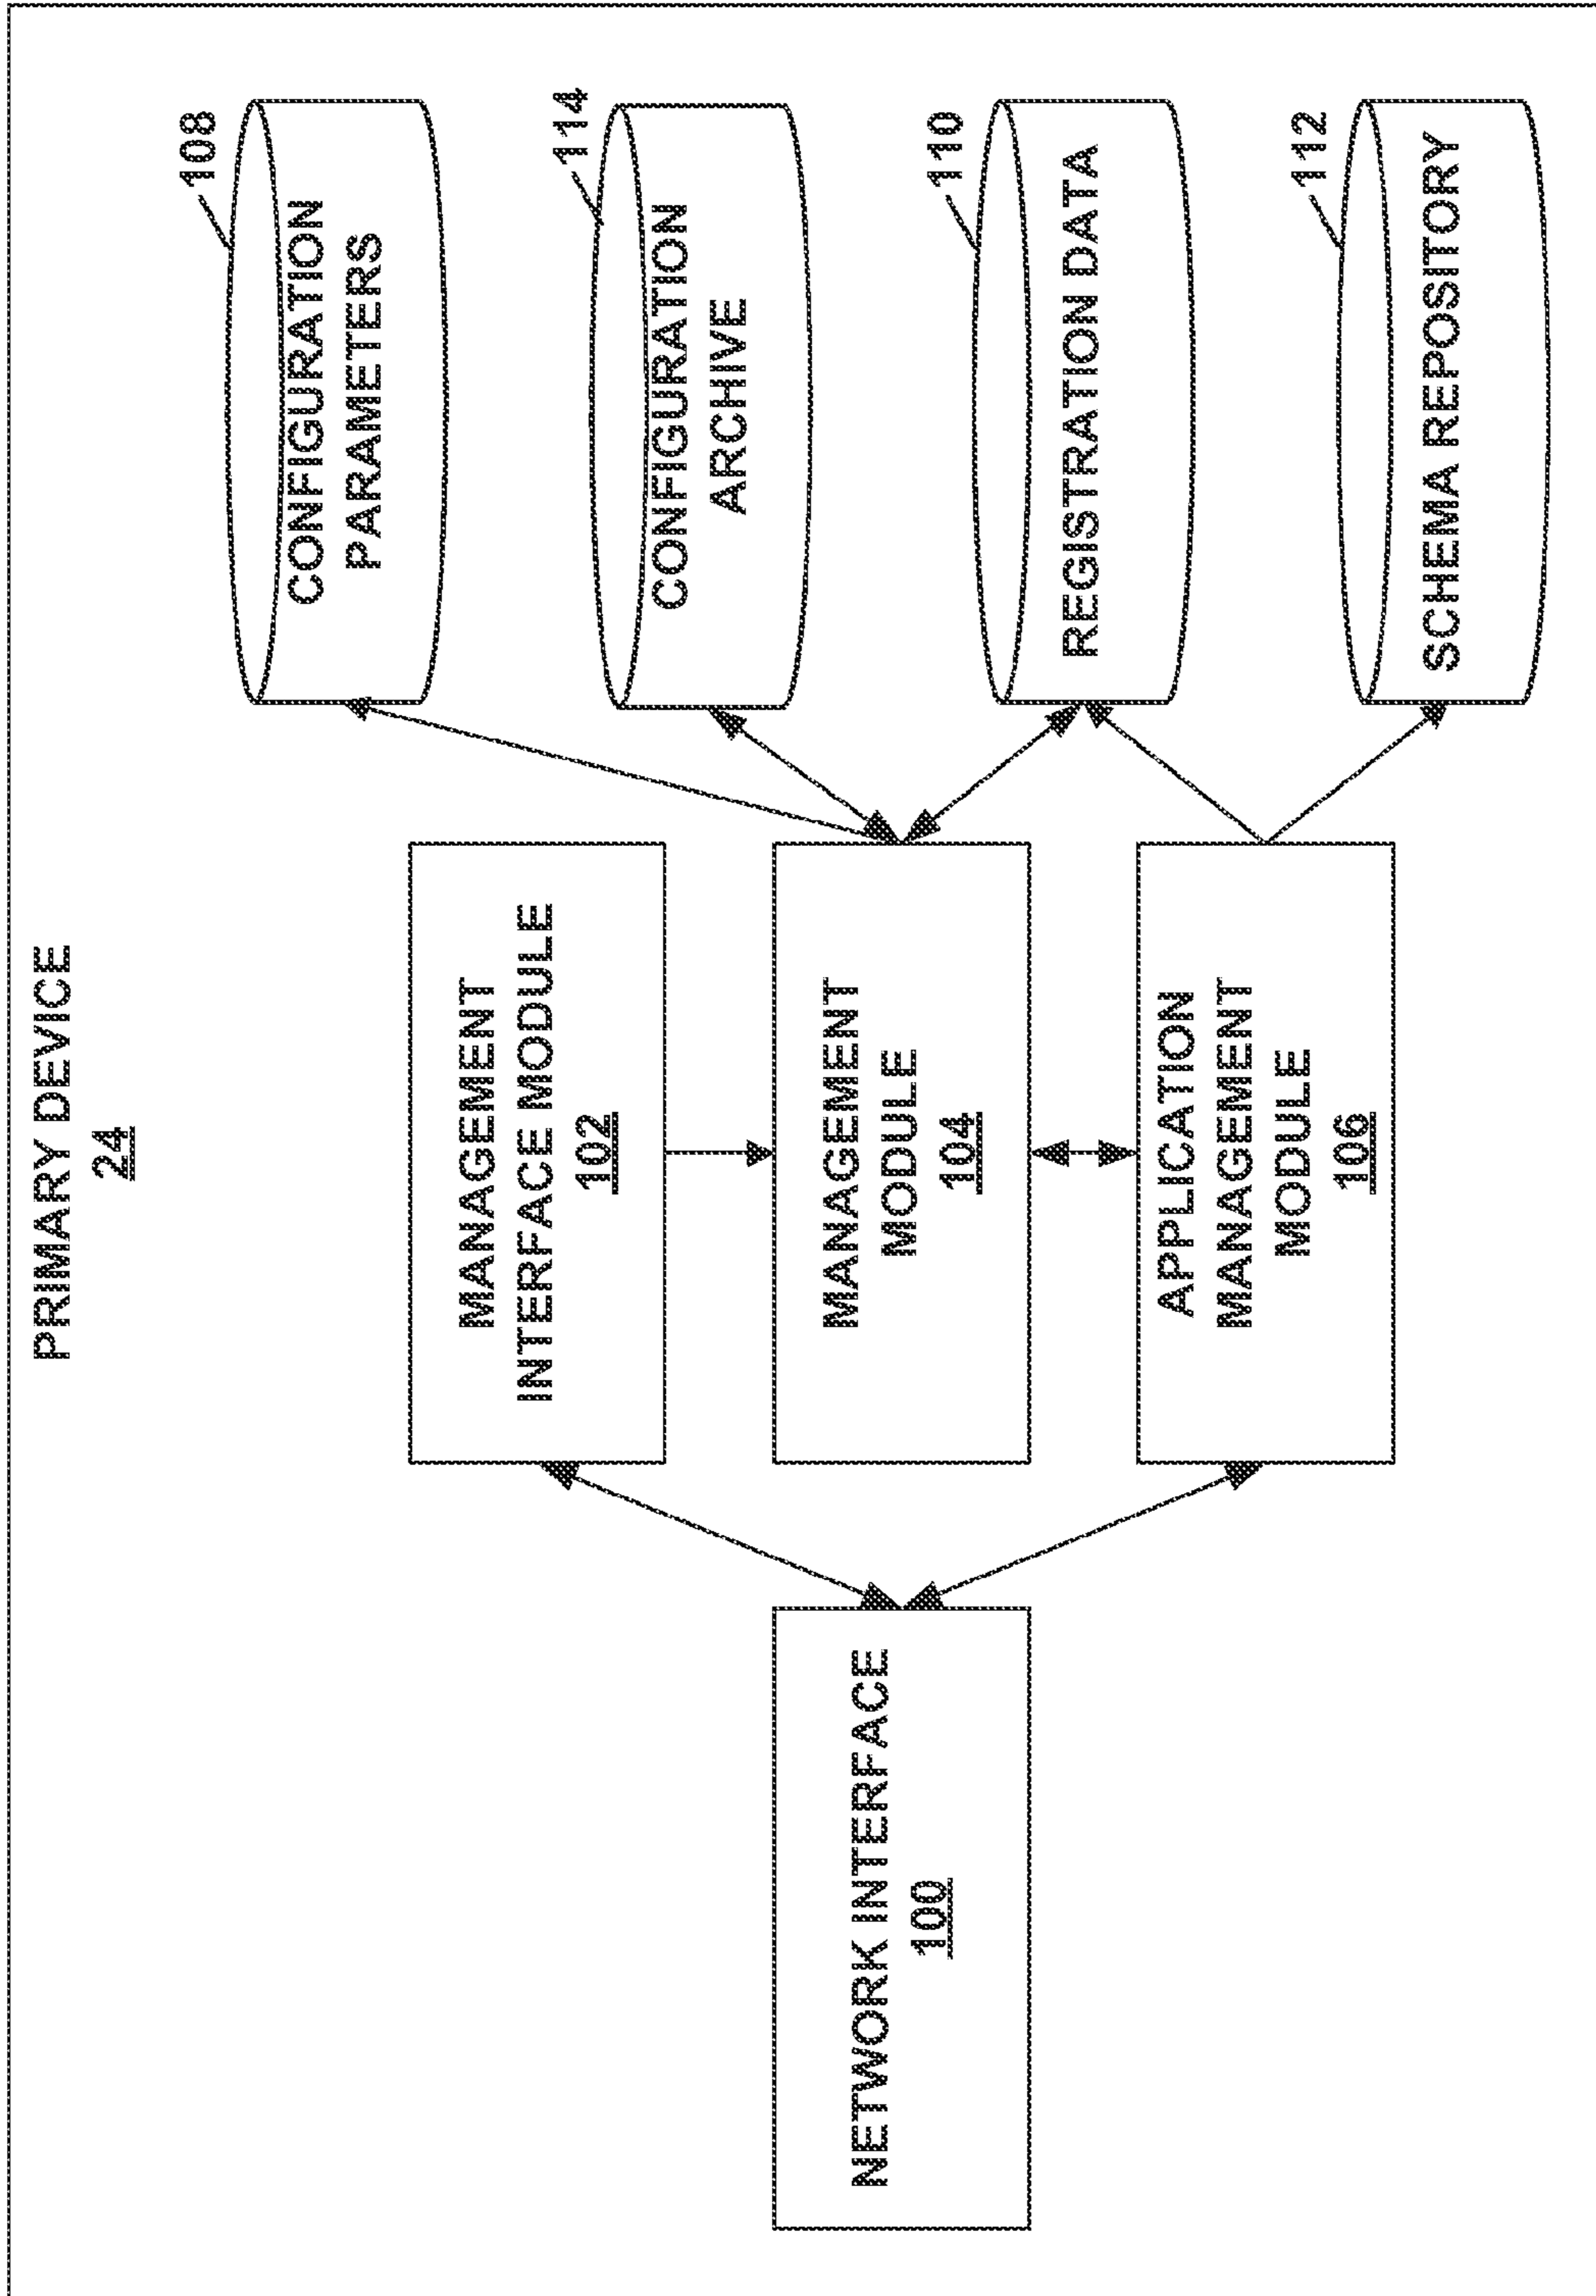 PRIMARY DEVICE
24
NETWORK INTERFACE
100
MANAGEMENT
INTERFACE MODULE
102
MANAGEMENT
MODULE
104
APPLICATION
MANAGEMENT
MODULE
106
108
CONFIGURATION
PARAMETERS
114
CONFIGURATION
ARCHIVE
110
REGISTRATION DATA
112
SCHEMA REPOSITORY